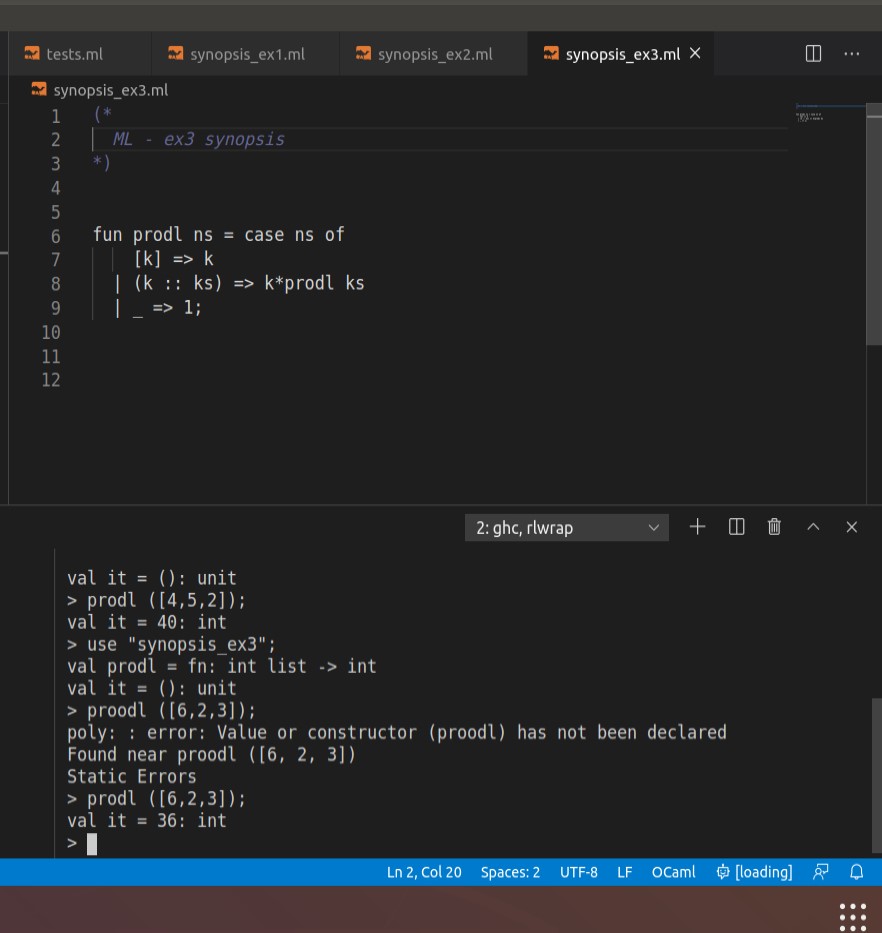 tests.ml synopsis_ex1.ml synopsis_ex2.ml synopsis_ex3.ml
synopsis_ex3.ml
1 (*
2 ML - ex3 synopsis
3 *)
4
5
6 fun prodl ns = case ns of
7 [k] => k
8 | (k :: ks) => k*prodl ks
9 | _ => 1;
10
11
12
2: ghc, rlwrap
val it = (): unit
> prodl ([4,5,2]);
val it = 40: int
> use "synopsis_ex3";
val prodl = fn: int list -> int
val it = (): unit
> proodl ([6,2,3]);
poly: : error: Value or constructor (proodl) has not been declared
Found near proodl ([6, 2, 3])
Static Errors
> prodl ([6,2,3]);
val it = 36: int
>
Ln 2, Col 20 Spaces: 2 UTF-8 LF OCaml [loading]